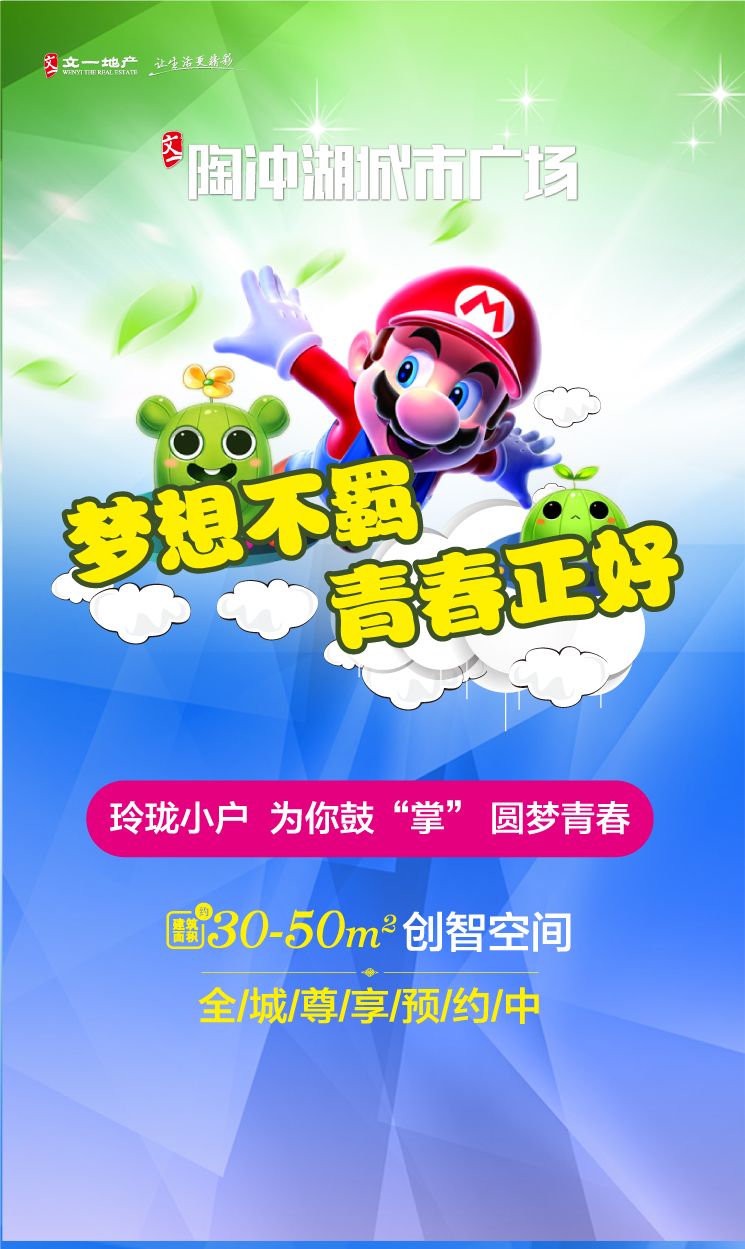 文一 文一地产 让生活更精彩
WENYI THE REAL ESTATE
文一 陶冲湖城市广场
M
梦想不羁
青春正好
玲珑小户 为你鼓“掌” 圆梦青春
建筑面积 约 30-50m² 创智空间
全/城/尊/享/预/约/中